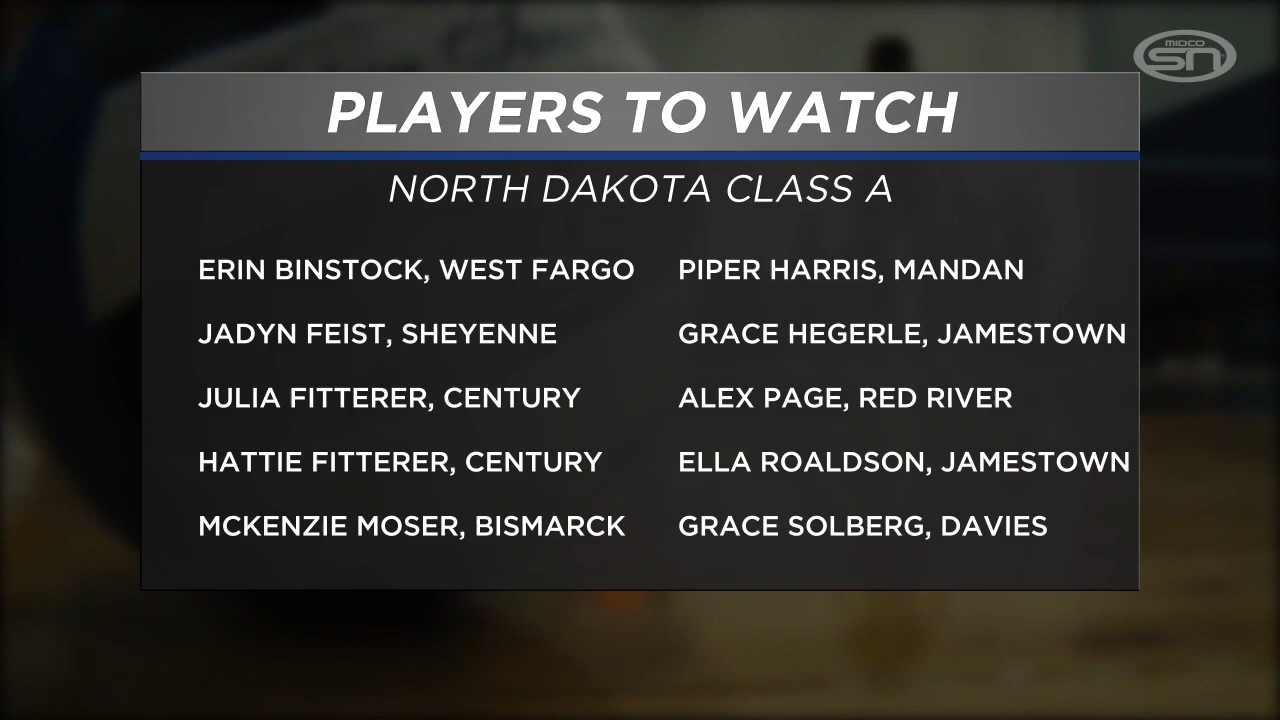 MIDCO
SN
PLAYERS TO WATCH
NORTH DAKOTA CLASS A
ERIN BINSTOCK, WEST FARGO
JADYN FEIST, SHEYENNE
JULIA FITTERER, CENTURY
HATTIE FITTERER, CENTURY
MCKENZIE MOSER, BISMARCK
PIPER HARRIS, MANDAN
GRACE HEGERLE, JAMESTOWN
ALEX PAGE, RED RIVER
ELLA ROALDSON, JAMESTOWN
GRACE SOLBERG, DAVIES